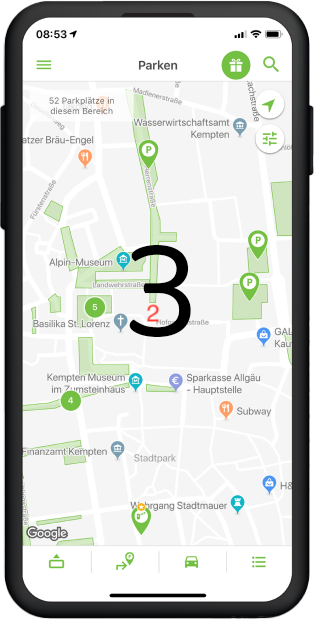 08:53
Parken
52 Parkplätze in
diesem Bereich
Madlenerstraße
Wasserwirtschaftsamt
Kempten
atzer Bräu-Engel
Fürstenstraße
Alpin-Museum
Landwehrstraße
3
5
2
Basilika St. Lorenz
GAL
Kau
Kempten Museum
im Zumsteinhaus
Sparkasse Allgäu
- Hauptstelle
4
Subway
Finanzamt Kempten
Stadtpark
H&
Wehrgang Stadtmauer
Google